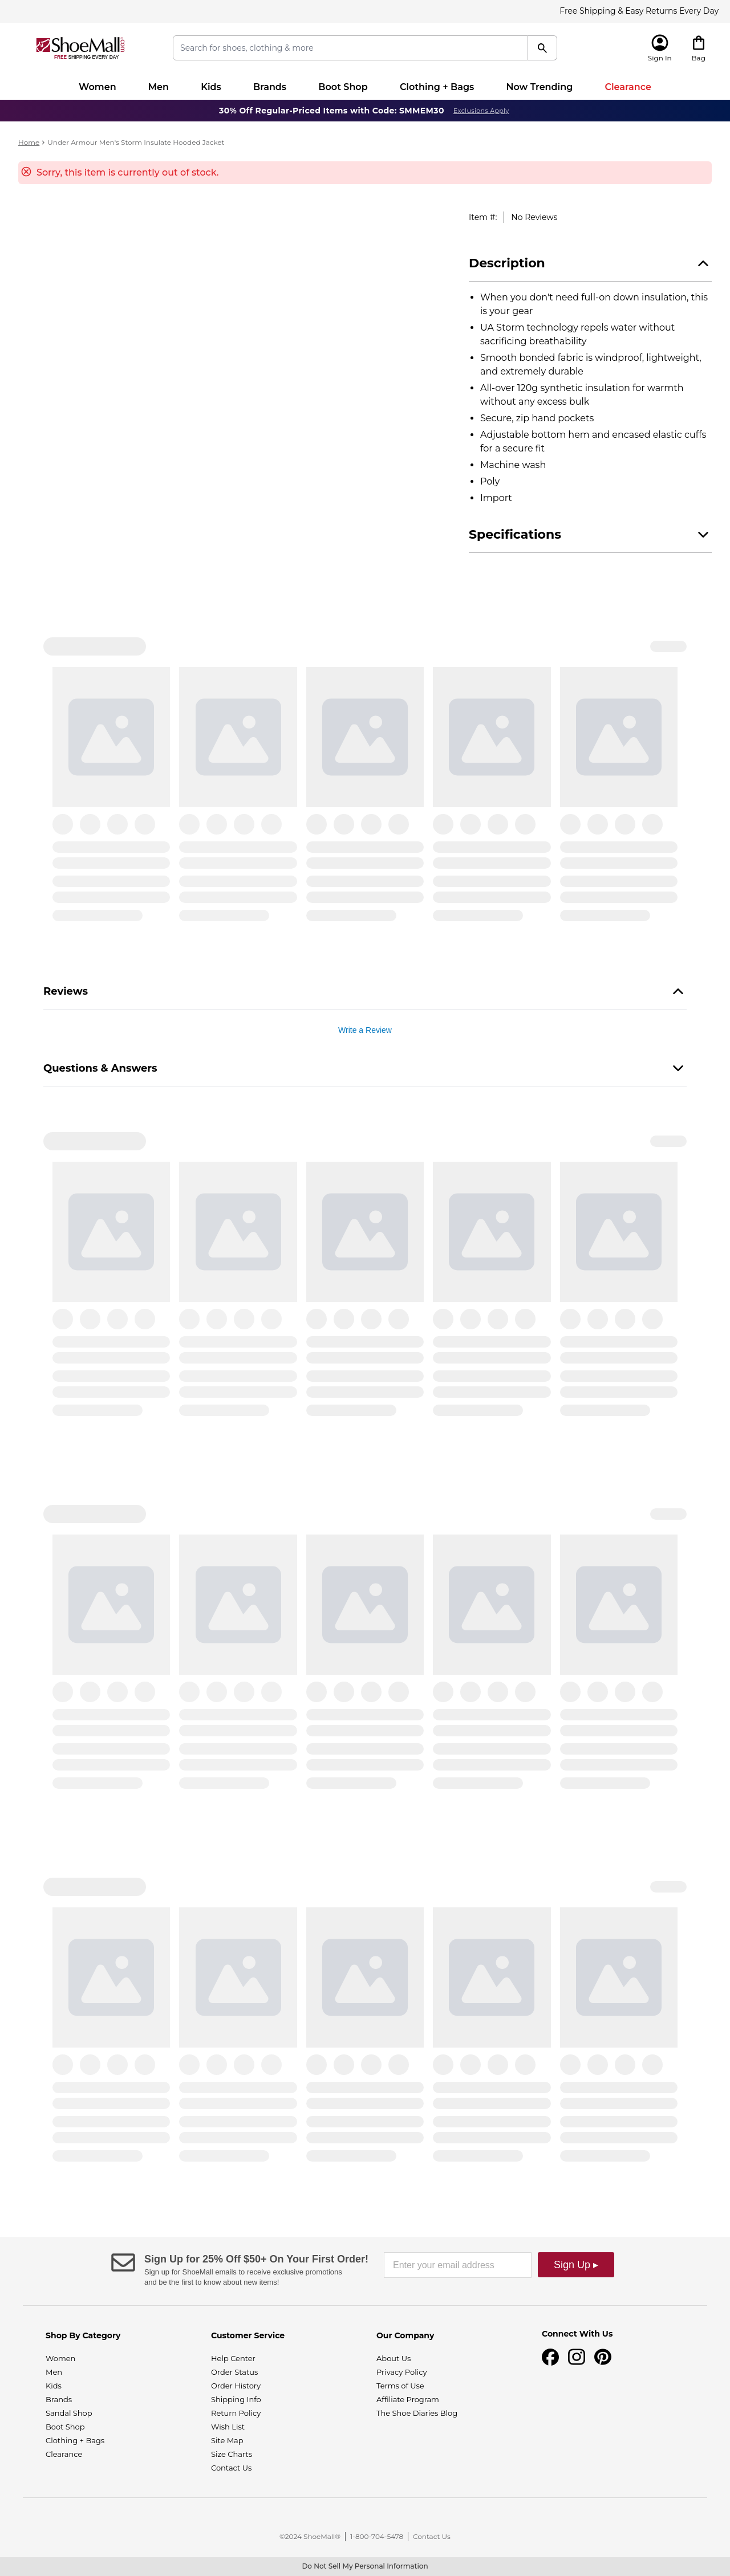 Free Shipping & Easy Returns Every Day
ShoeMall.com
FREE SHIPPING EVERY DAY
Search for shoes, clothing & more
Sign In
Bag
Women
Men
Kids
Brands
Boot Shop
Clothing + Bags
Now Trending
Clearance
30% Off Regular-Priced Items with Code: SMMEM30 Exclusions Apply
Home > Under Armour Men's Storm Insulate Hooded Jacket
Sorry, this item is currently out of stock.
Item #: | No Reviews
Description
• When you don't need full-on down insulation, this
is your gear
• UA Storm technology repels water without
sacrificing breathability
• Smooth bonded fabric is windproof, lightweight,
and extremely durable
• All-over 120g synthetic insulation for warmth
without any excess bulk
• Secure, zip hand pockets
• Adjustable bottom hem and encased elastic cuffs
for a secure fit
• Machine wash
• Poly
• Import
Specifications
Reviews
Write a Review
Questions & Answers
Sign Up for 25% Off $50+ On Your First Order!
Sign up for ShoeMall emails to receive exclusive promotions
and be the first to know about new items!
Enter your email address
Sign Up ▸
Shop By Category
Women
Men
Kids
Brands
Sandal Shop
Boot Shop
Clothing + Bags
Clearance
Customer Service
Help Center
Order Status
Order History
Shipping Info
Return Policy
Wish List
Site Map
Size Charts
Contact Us
Our Company
About Us
Privacy Policy
Terms of Use
Affiliate Program
The Shoe Diaries Blog
Connect With Us
©2024 ShoeMall® | 1-800-704-5478 | Contact Us
Do Not Sell My Personal Information